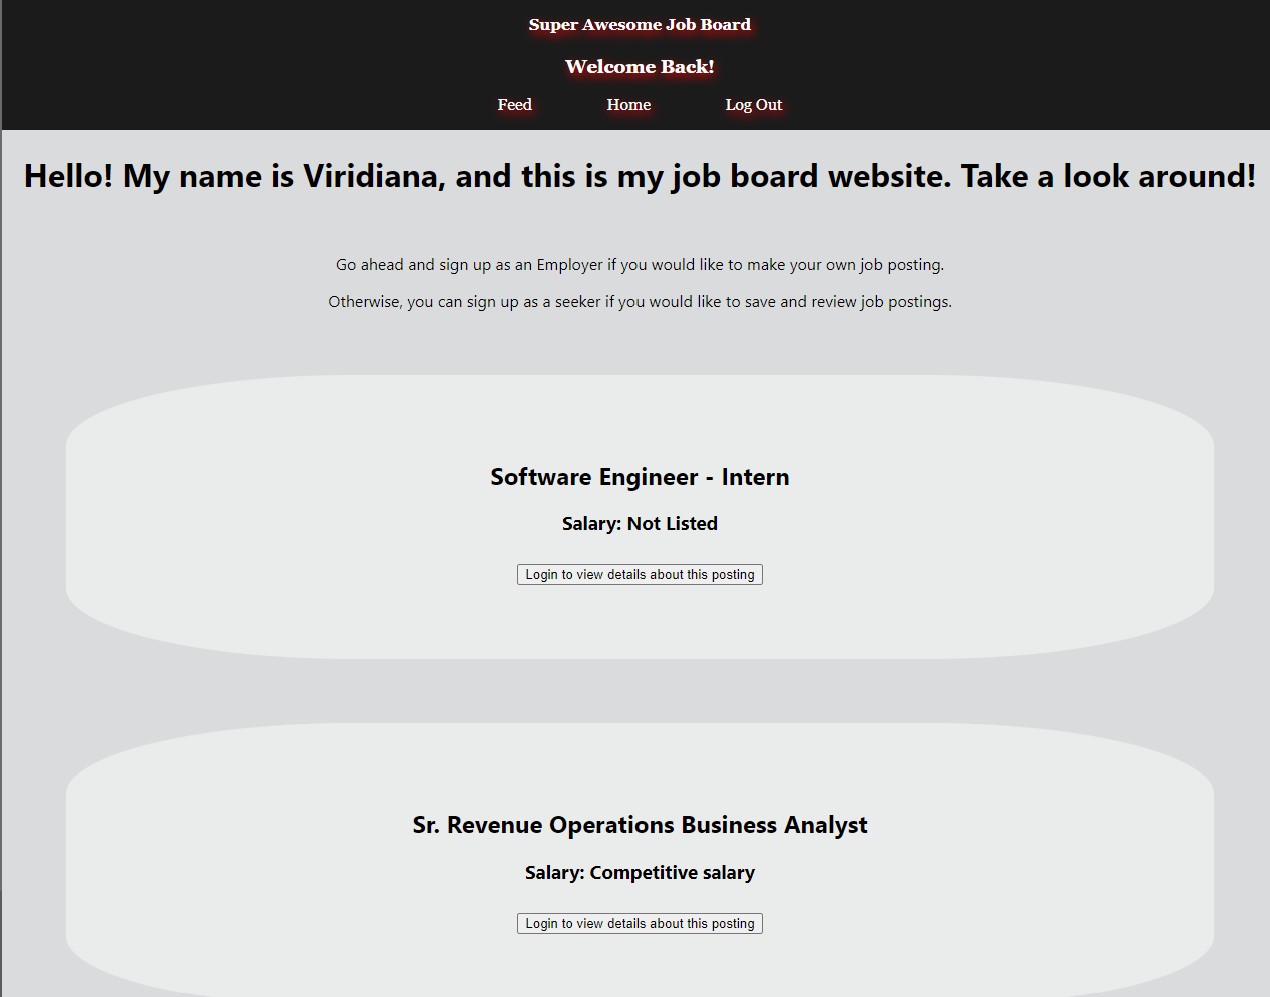 Super Awesome Job Board
Welcome Back!
Feed Home Log Out
Hello! My name is Viridiana, and this is my job board website. Take a look around!
Go ahead and sign up as an Employer if you would like to make your own job posting.
Otherwise, you can sign up as a seeker if you would like to save and review job postings.
Software Engineer - Intern
Salary: Not Listed
Login to view details about this posting
Sr. Revenue Operations Business Analyst
Salary: Competitive salary
Login to view details about this posting